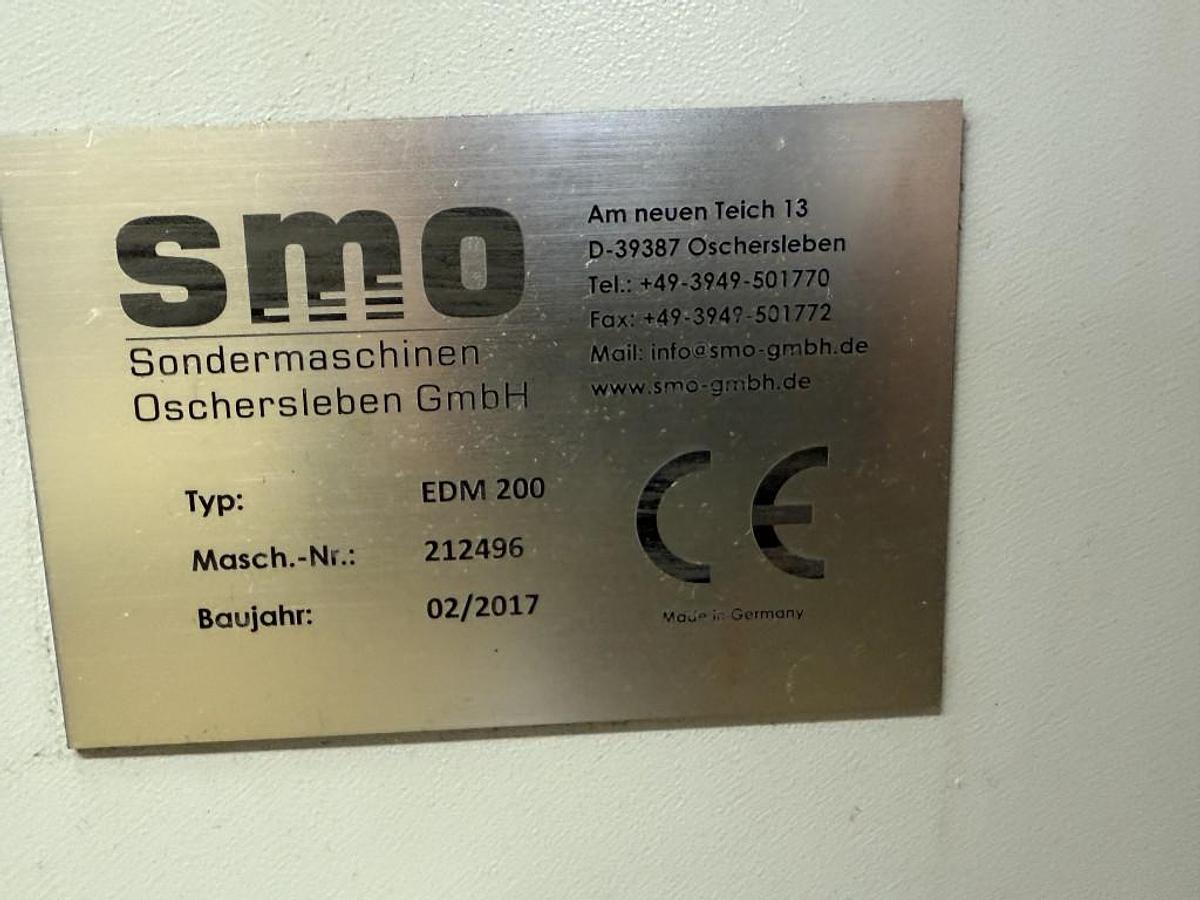 smo
Sondermaschinen
Oschersleben GmbH
Am neuen Teich 13
D-39387 Oschersleben
Tel.: +49-3949-501770
Fax: +49-3949-501772
Mail: info@smo-gmbh.de
www.smo-gmbh.de
Typ: EDM 200
Masch.-Nr.: 212496
Baujahr: 02/2017
CE
Made in Germany